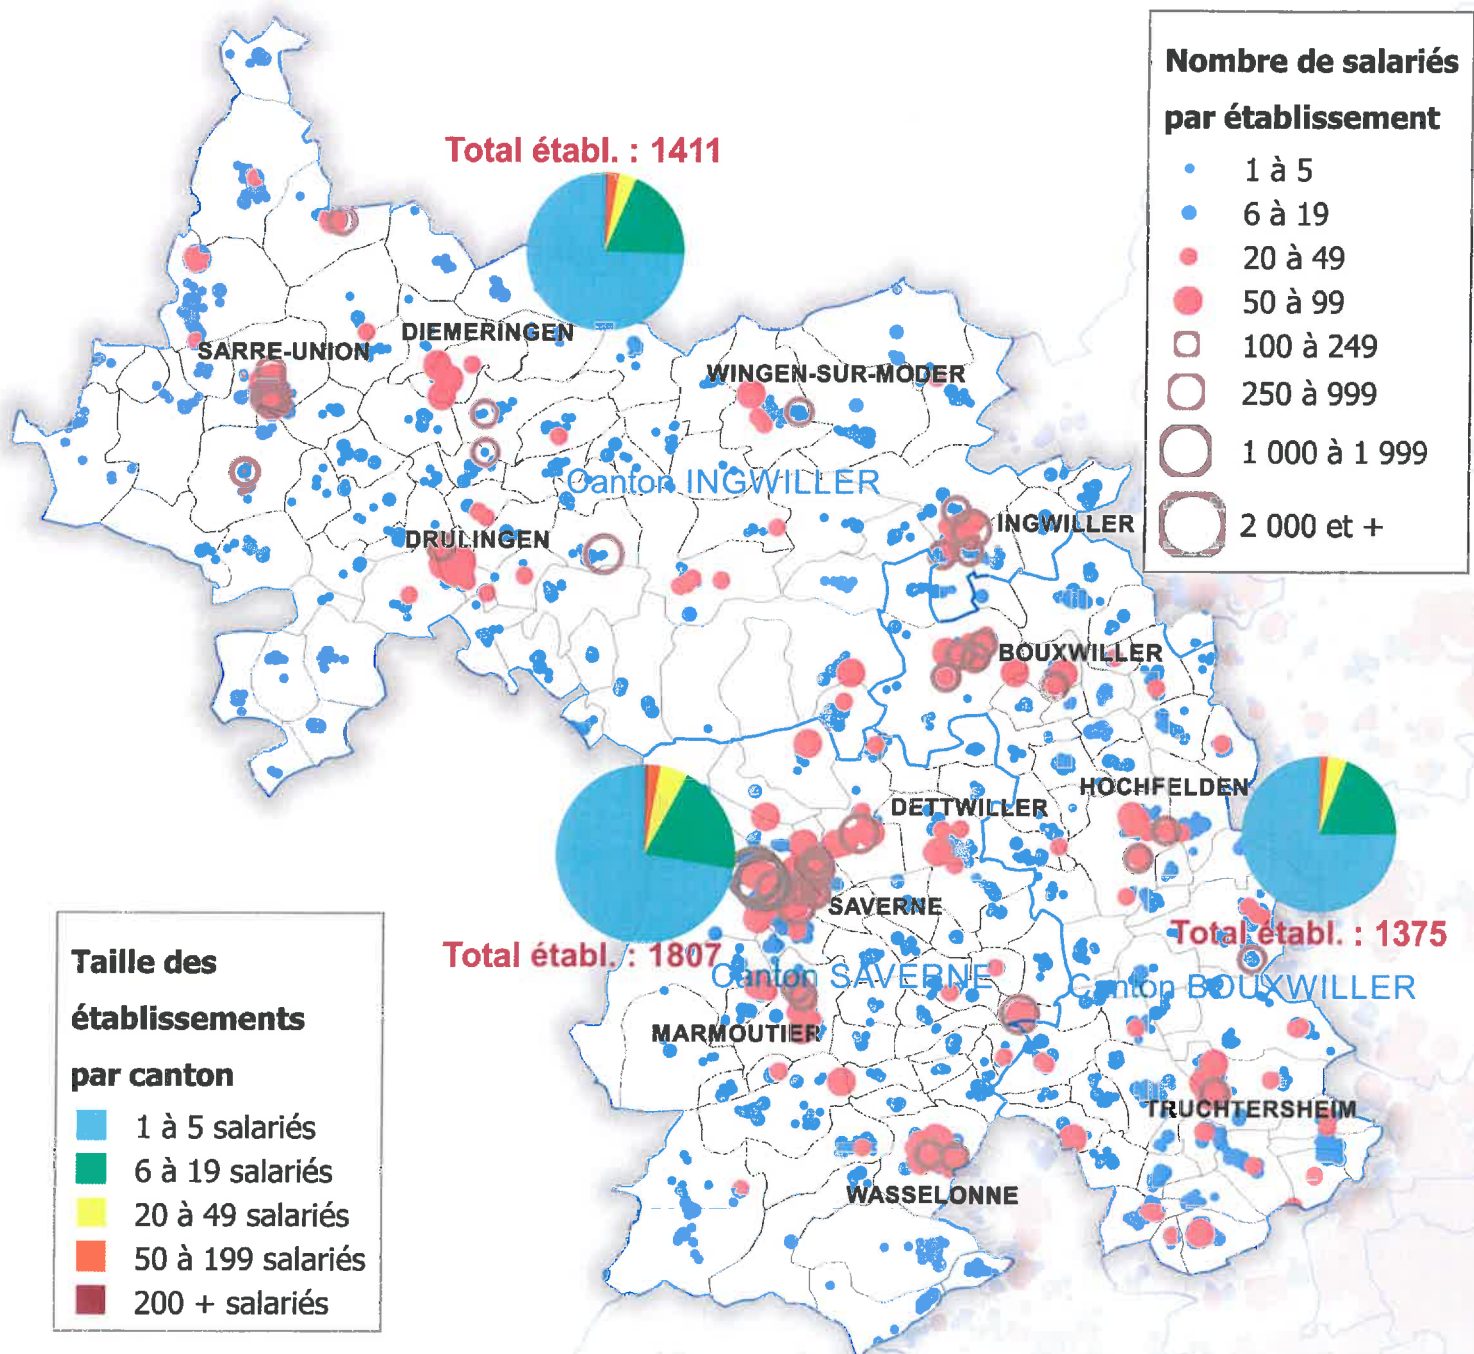 Nombre de salariés
par établissement
1 à 5
6 à 19
20 à 49
50 à 99
100 à 249
250 à 999
1 000 à 1 999
2 000 et +
Total établ. : 1411
DIEMERINGEN
SARRE-UNION
WINGEN-SUR-MODER
Canton INGWILLER
INGWILLER
DRULINGEN
BOUXWILLER
HOCHFELDEN
DETTWILLER
SAVERNE
Total établ. : 1807
Total établ. : 1375
Canton SAVERNE
Canton BOUXWILLER
MARMOUTIER
TRUCHTERSHEIM
WASSELONNE
Taille des
établissements
par canton
1 à 5 salariés
6 à 19 salariés
20 à 49 salariés
50 à 199 salariés
200 + salariés